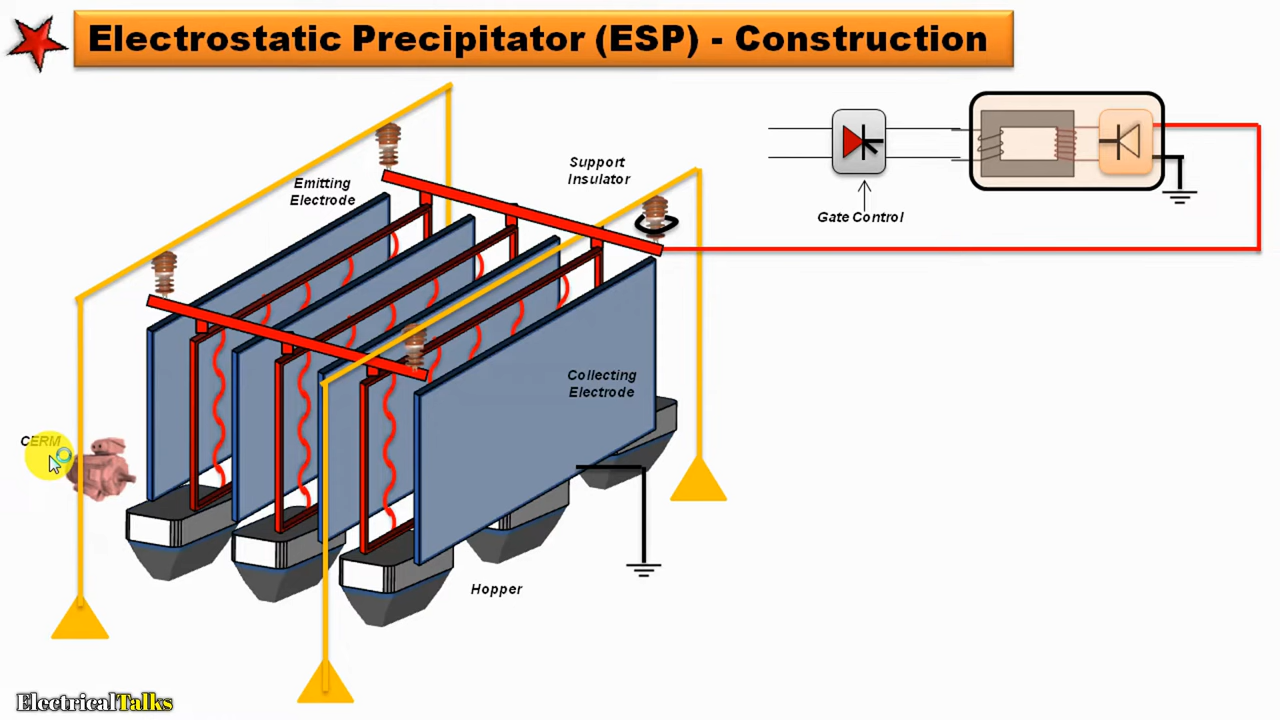 Electrostatic Precipitator (ESP) - Construction
Emitting
Electrode
Support
Insulator
Gate Control
Collecting
Electrode
CERM
Hopper
ElectricalTalks